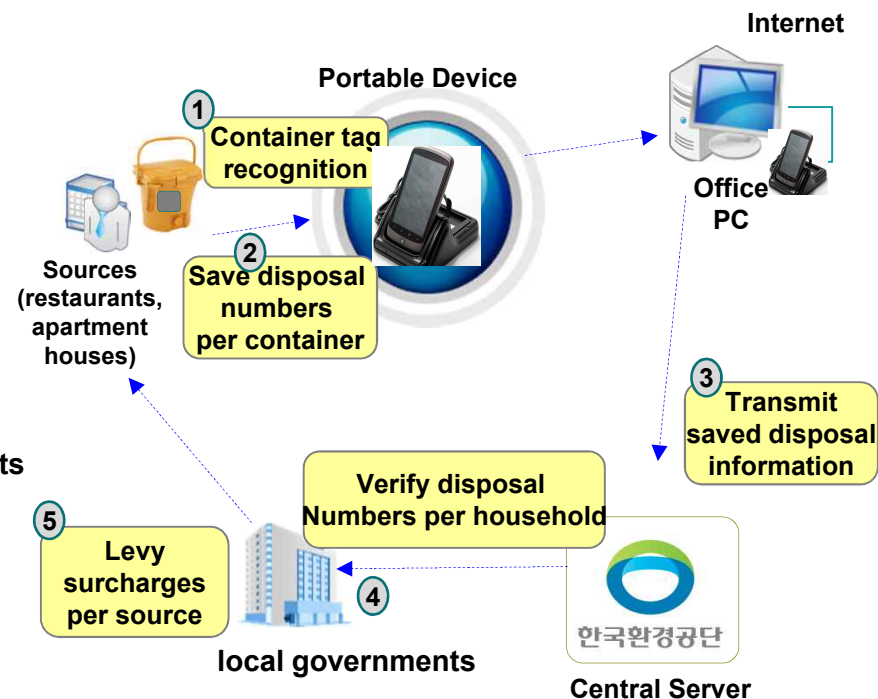 Internet
Portable Device
1
Container tag
recognition
Office
PC
2
Save disposal
numbers
per container
Sources
(restaurants,
apartment
houses)
3
Transmit
saved disposal
information
ts
Verify disposal
Numbers per household
5
Levy
surcharges
per source
4
한국환경공단
local governments
Central Server